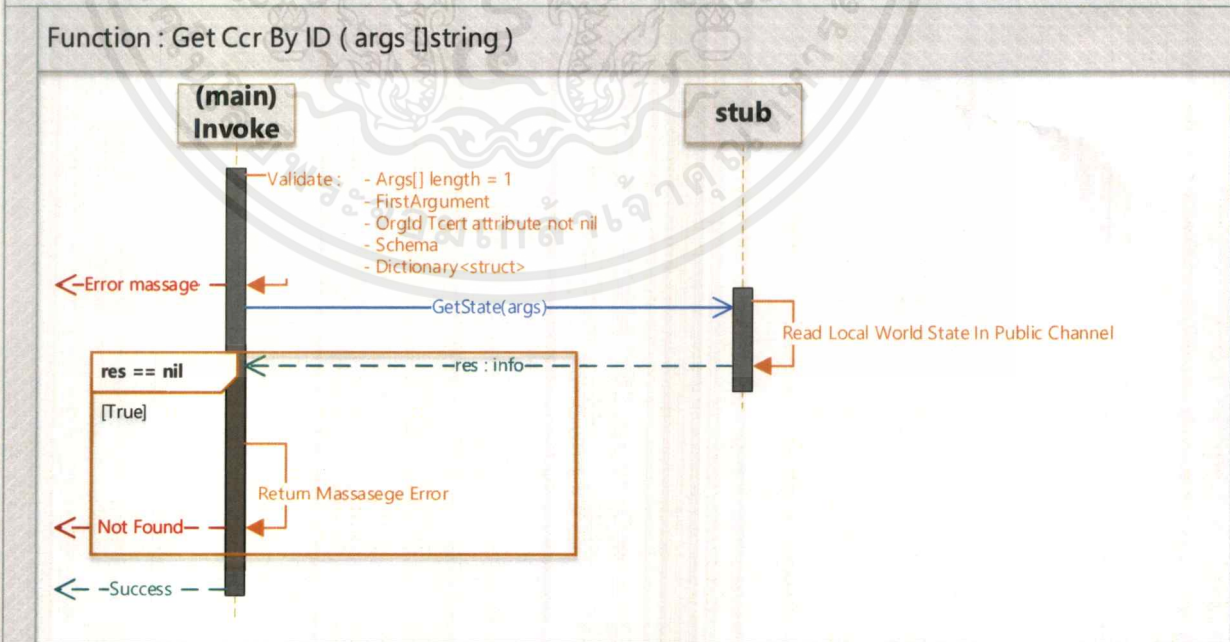 Function : Get Ccr By ID ( args []string )
(main)
Invoke
stub
Validate :
- Args[] length = 1
- FirstArgument
- OrgId Tcert attribute not nil
- Schema
- Dictionary<struct>
Error massage
GetState(args)
Read Local World State In Public Channel
res : info
res == nil
[True]
Return Massasege Error
Not Found
Success